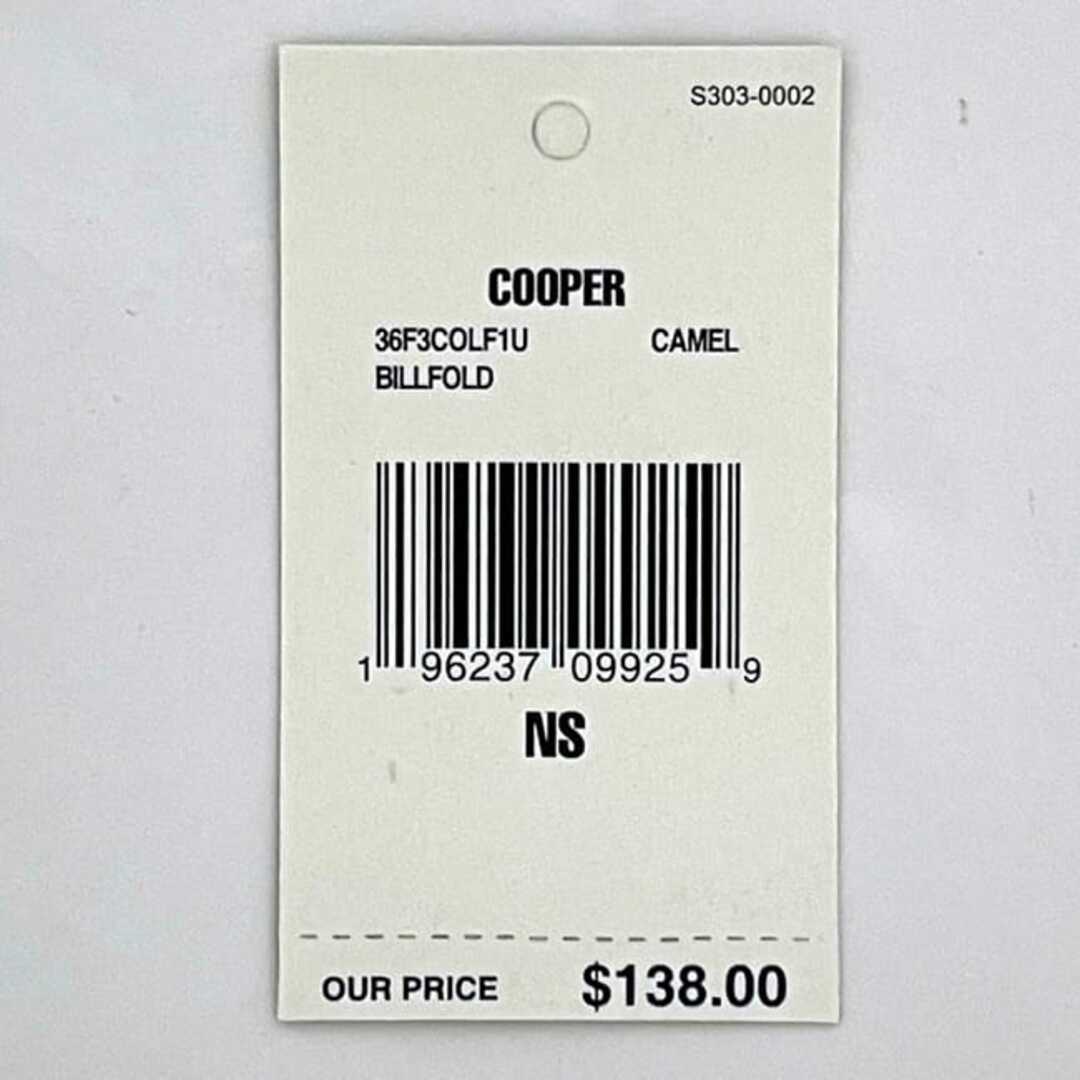 S303-0002
COOPER
36F3COLF1U CAMEL
BILLFOLD
1 96237 09925 9
NS
OUR PRICE $138.00